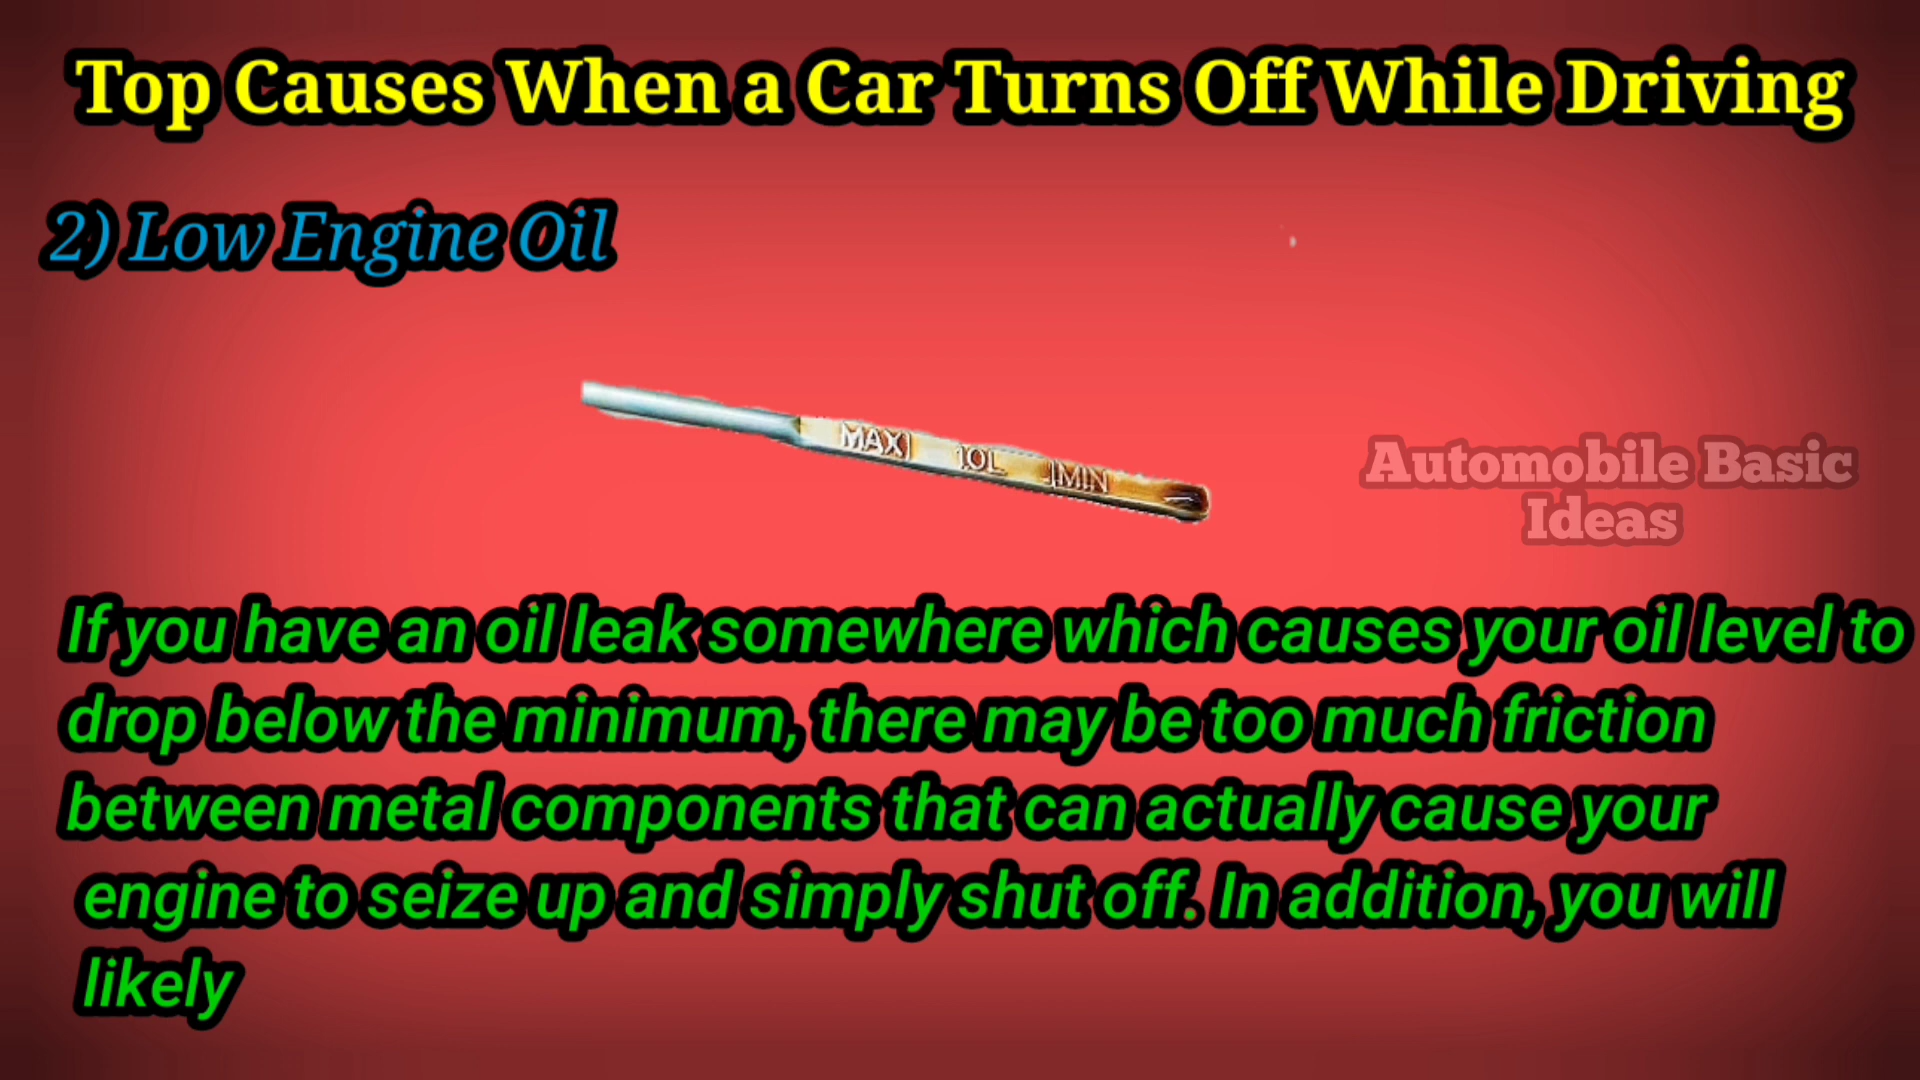 Top Causes When a Car Turns Off While Driving
2) Low Engine Oil
MAX 1.0L MIN
Automobile Basic
Ideas
If you have an oil leak somewhere which causes your oil level to
drop below the minimum, there may be too much friction
between metal components that can actually cause your
engine to seize up and simply shut off. In addition, you will
likely